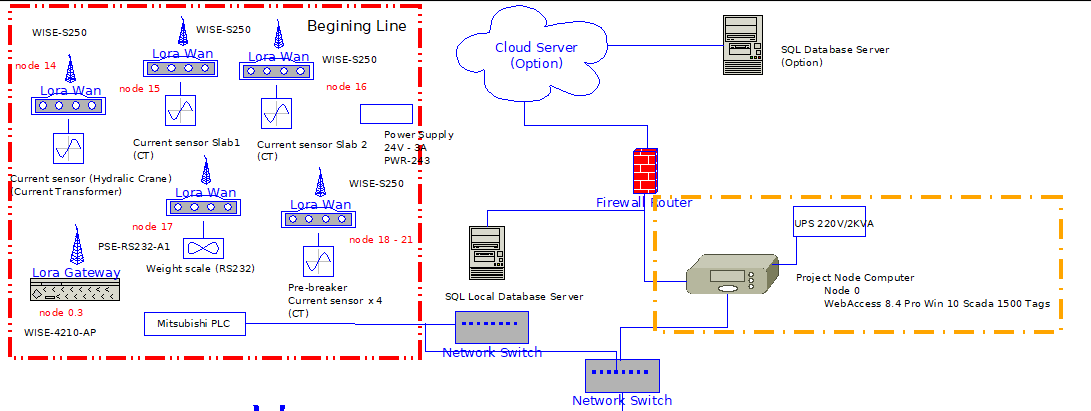 Begining Line
WISE-S250
WISE-S250
WISE-S250
node 14
Lora Wan
Lora Wan
Lora Wan
node 15
node 16
Power Supply
24V - 3A
PWR-243
Current sensor Slab1
(CT)
Current sensor Slab 2
(CT)
Current sensor (Hydralic Crane)
(Current Transformer)
Lora Wan
Lora Wan
WISE-S250
node 17
node 18 - 21
PSE-RS232-A1
Weight scale (RS232)
Lora Gateway
node 0.3
WISE-4210-AP
Pre-breaker
Current sensor x 4
(CT)
Mitsubishi PLC
Cloud Server
(Option)
SQL Database Server
(Option)
Firewall Router
SQL Local Database Server
Network Switch
Network Switch
UPS 220V/2KVA
Project Node Computer
Node 0
WebAccess 8.4 Pro Win 10 Scada 1500 Tags